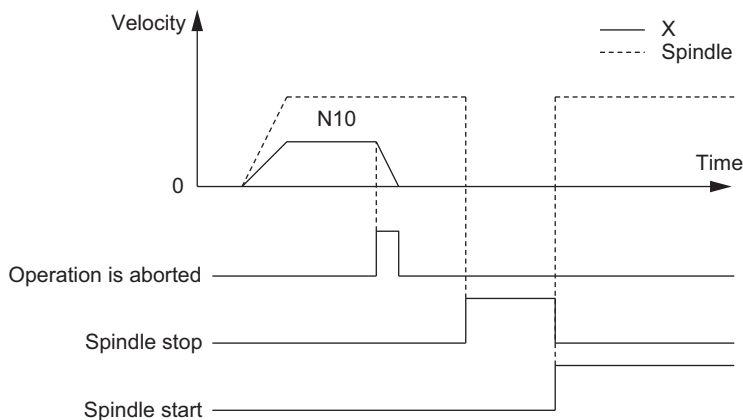 Velocity
X
Spindle
N10
Time
0
Operation is aborted
Spindle stop
Spindle start